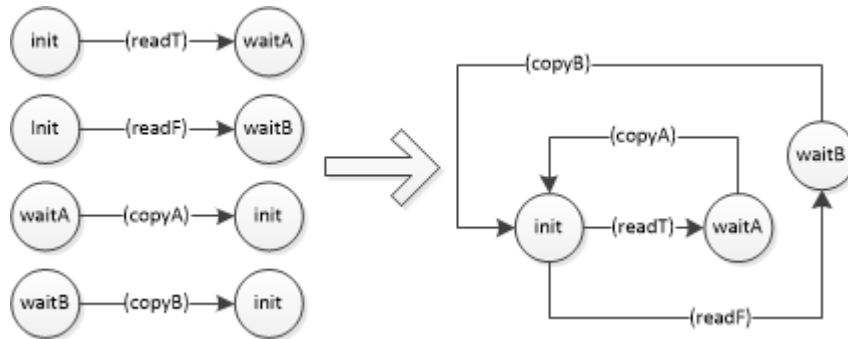 init (readT) waitA
Init (readF) waitB
waitA (copyA) init
waitB (copyB) init
(copyB)
(copyA)
waitB
init (readT) waitA
(readF)